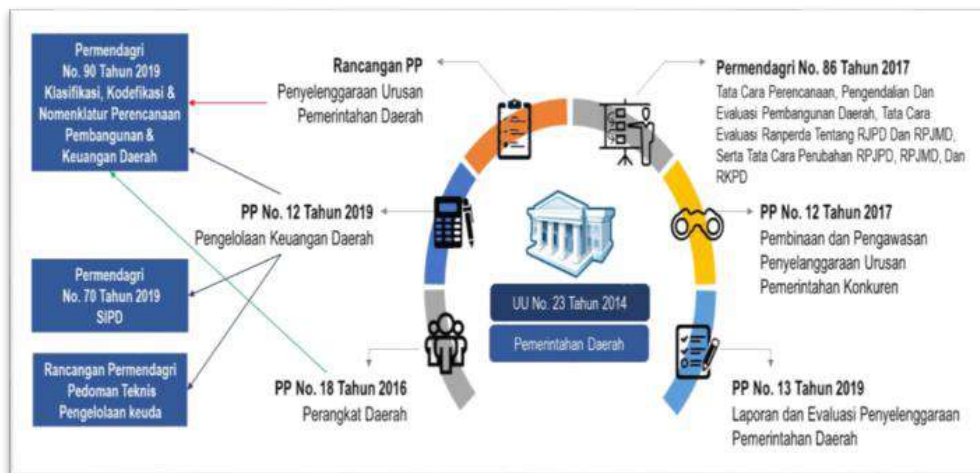 Permendagri
No. 90 Tahun 2019
Klasifikasi, Kodefikasi &
Nomenklatur Perencanaan
Pembangunan &
Keuangan Daerah
Permendagri
No. 70 Tahun 2019
SIPD
Rancangan Permendagri
Pedoman Teknis
Pengelolaan keuda
Rancangan PP
Penyelenggaraan Urusan
Pemerintahan Daerah
PP No. 12 Tahun 2019
Pengelolaan Keuangan Daerah
PP No. 18 Tahun 2016
Perangkat Daerah
UU No. 23 Tahun 2014
Pemerintahan Daerah
Permendagri No. 86 Tahun 2017
Tata Cara Perencanaan, Pengendalian Dan
Evaluasi Pembangunan Daerah, Tata Cara
Evaluasi Ranperda Tentang RJPD Dan RPJMD,
Serta Tata Cara Perubahan RPJPD, RPJMD, Dan
RKPD
PP No. 12 Tahun 2017
Pembinaan dan Pengawasan
Penyelanggaraan Urusan
Pemerintahan Konkuren
PP No. 13 Tahun 2019
Laporan dan Evaluasi Penyelenggaraan
Pemerintahan Daerah